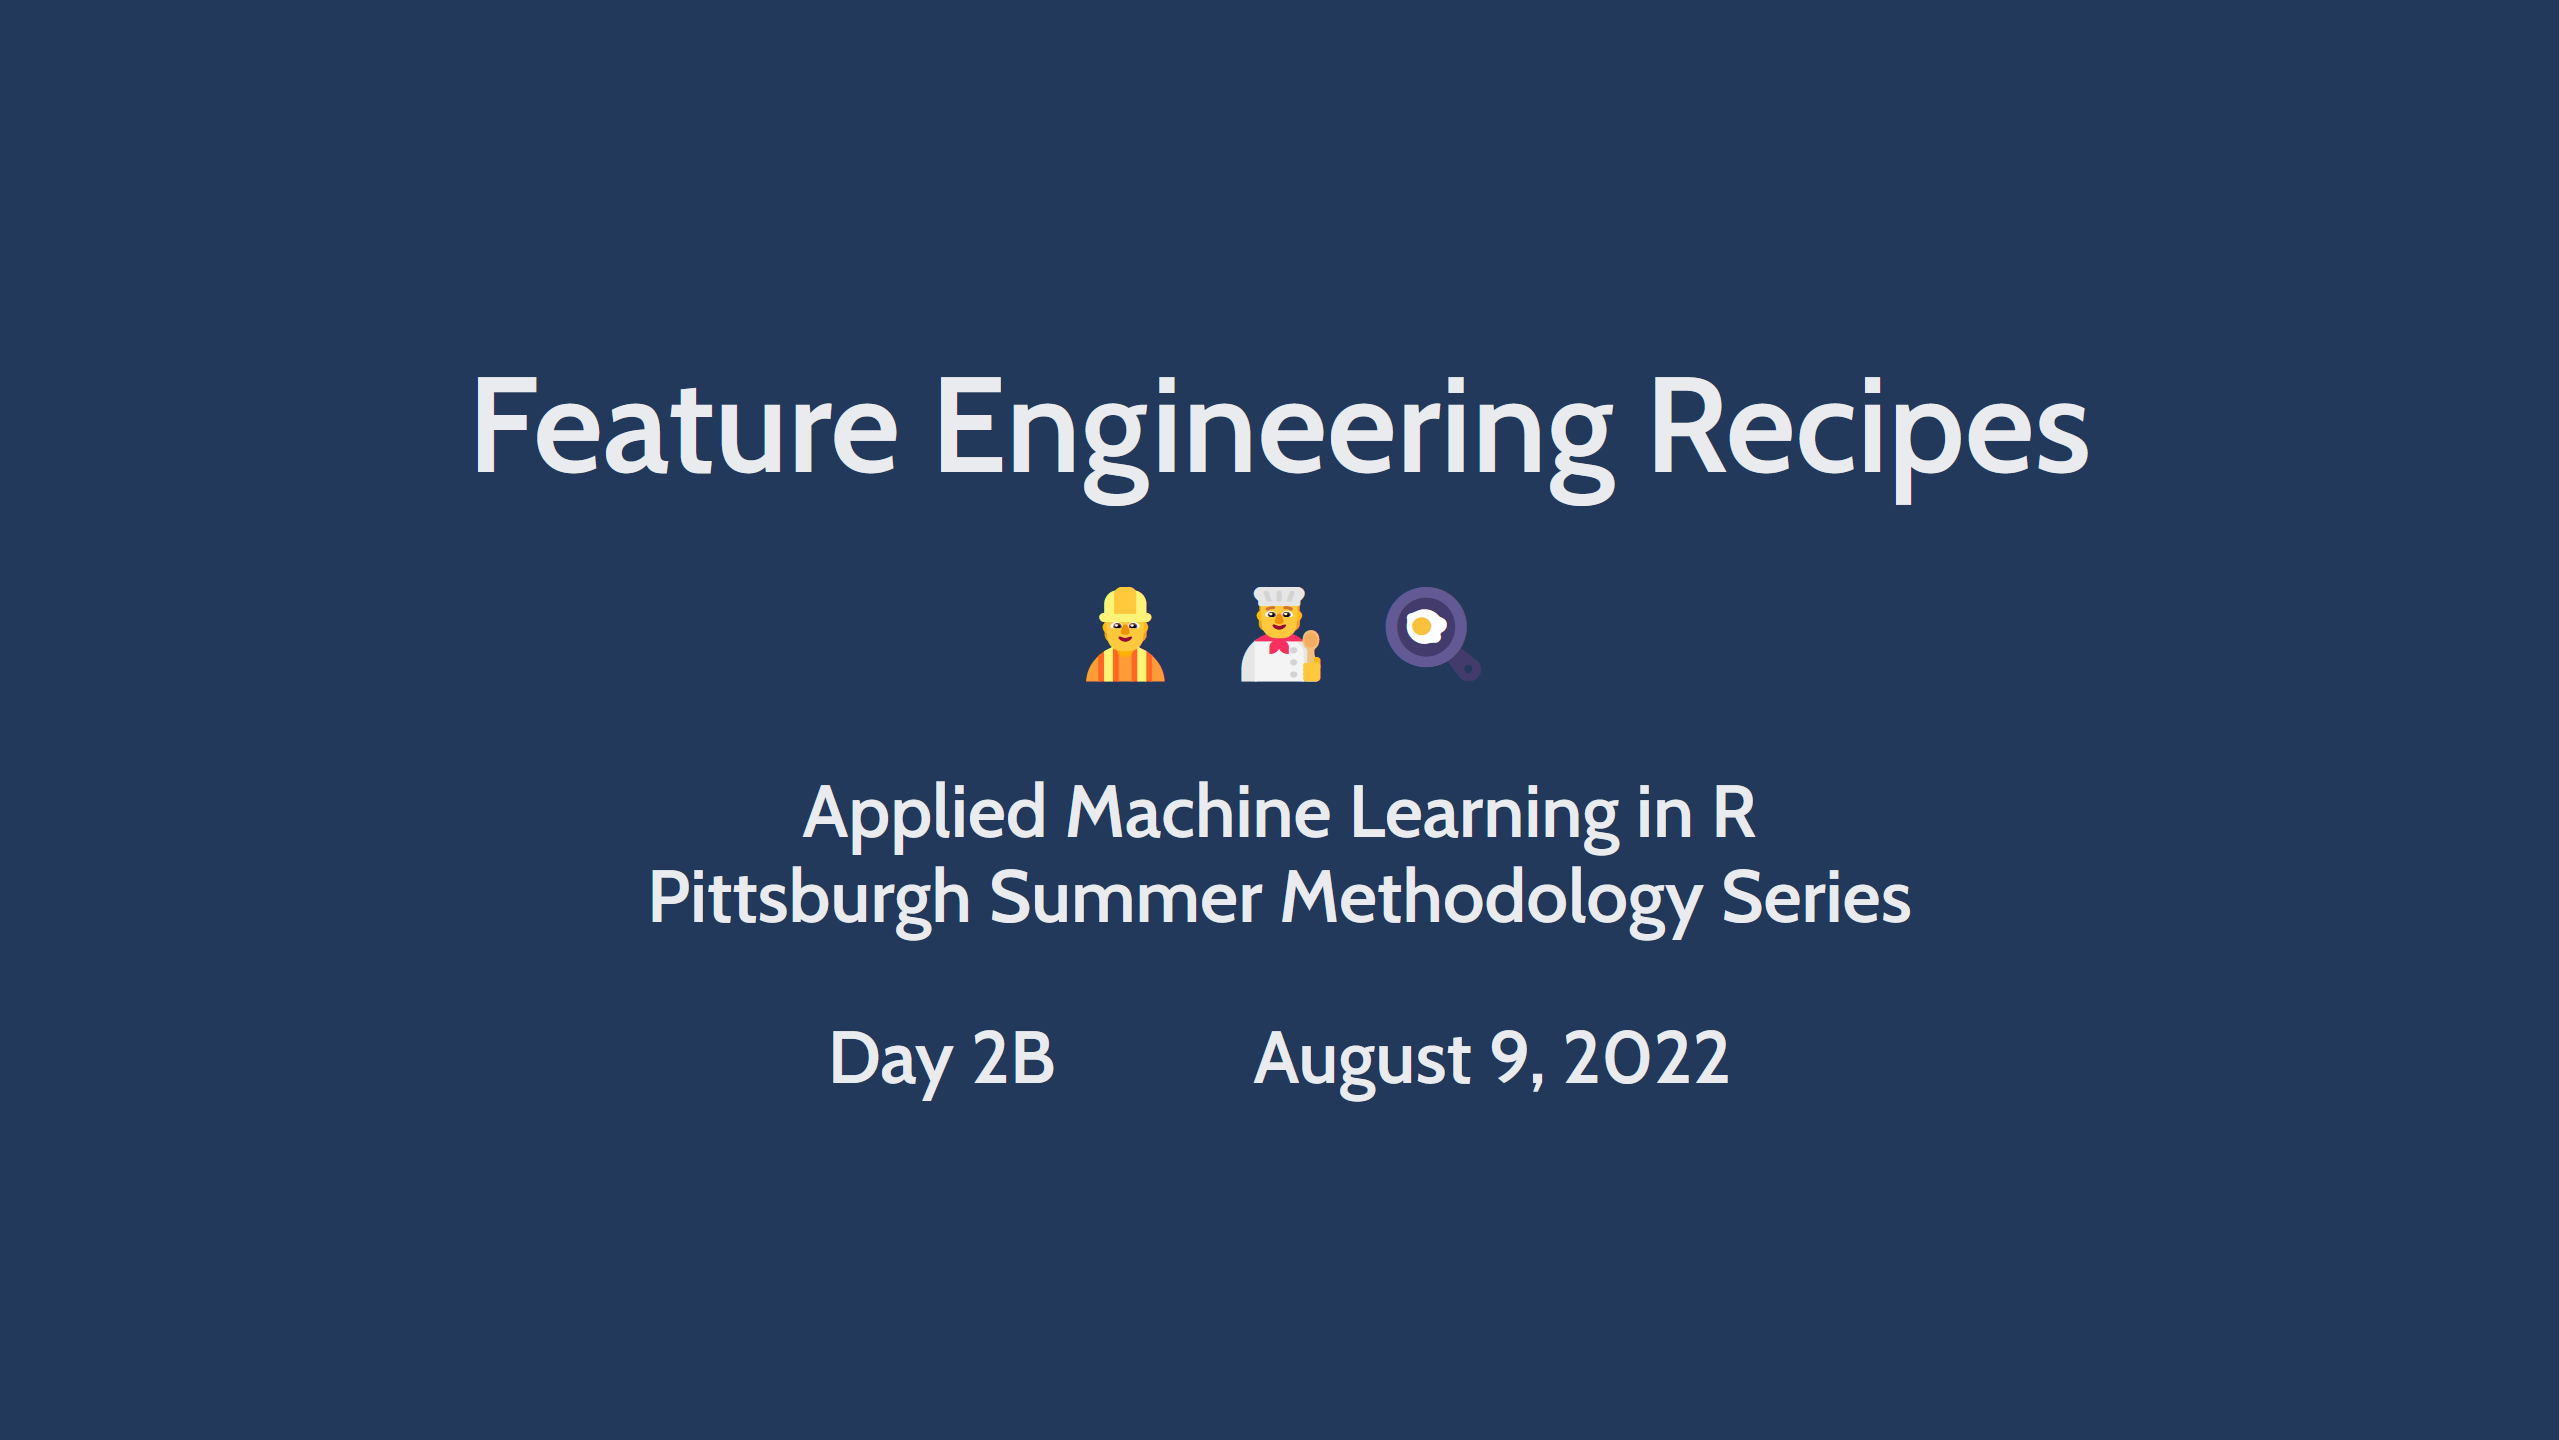 Feature Engineering Recipes
Applied Machine Learning in R
Pittsburgh Summer Methodology Series
Day 2B August 9, 2022